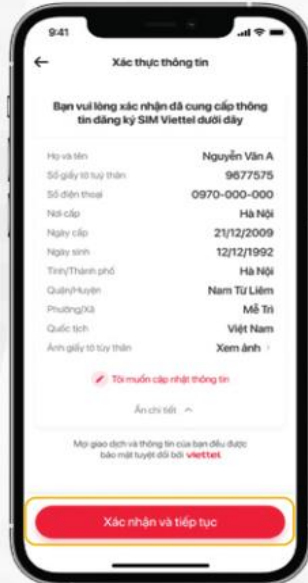 9:41
Xác thực thông tin
Bạn vui lòng xác nhận đã cung cấp thông
tin đăng ký SIM Viettel dưới đây
Họ và tên Nguyễn Văn A
Số giấy tờ tuỳ thân 9677575
Số điện thoại 0970-000-000
Nơi cấp Hà Nội
Ngày cấp 21/12/2009
Ngày sinh 12/12/1992
Tỉnh/Thành phố Hà Nội
Quận/Huyện Nam Từ Liêm
Phường/Xã Mễ Trì
Quốc tịch Việt Nam
Ảnh giấy tờ tùy thân Xem ảnh
Tôi muốn cập nhật thông tin
Ẩn chi tiết
Mọi giao dịch và thông tin của bạn đều được
bảo mật tuyệt đối bởi viettel
Xác nhận và tiếp tục